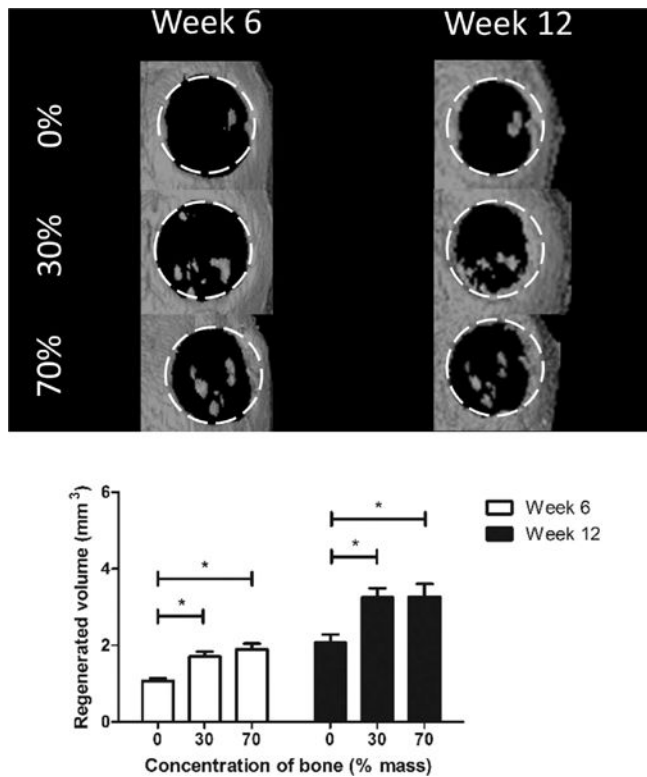 Week 6
Week 12
0%
30%
70%
Regenerated volume (mm³)
6
4
2
0
*
*
*
*
Week 6
Week 12
0 30 70 0 30 70
Concentration of bone (% mass)